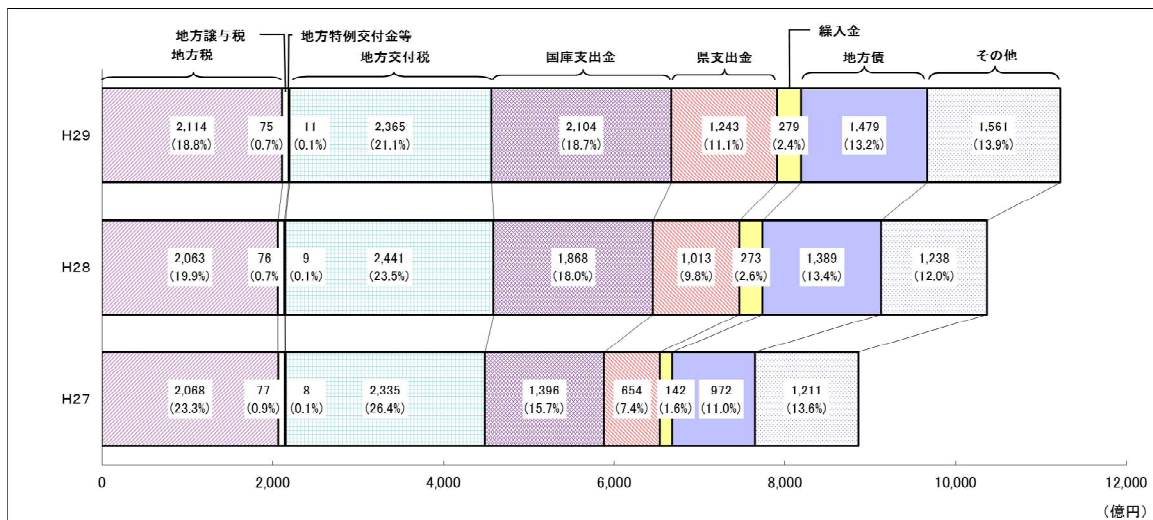 地方譲与税 地方特例交付金等 繰入金
地方税 地方交付税 国庫支出金 県支出金 地方債 その他
H29
2,114 75 11 2,365 2,104 1,243 279 1,479 1,561
(18.8%) (0.7%) (0.1%) (21.1%) (18.7%) (11.1%) (2.4%) (13.2%) (13.9%)
H28
2,063 76 9 2,441 1,868 1,013 273 1,389 1,238
(19.9%) (0.7% (0.1%) (23.5%) (18.0%) (9.8%) (2.6%) (13.4%) (12.0%)
H27
2,068 77 8 2,335 1,396 654 142 972 1,211
(23.3%) (0.9%) (0.1%) (26.4%) (15.7%) (7.4%) (1.6%) (11.0%) (13.6%)
0 2,000 4,000 6,000 8,000 10,000 12,000
(億円)